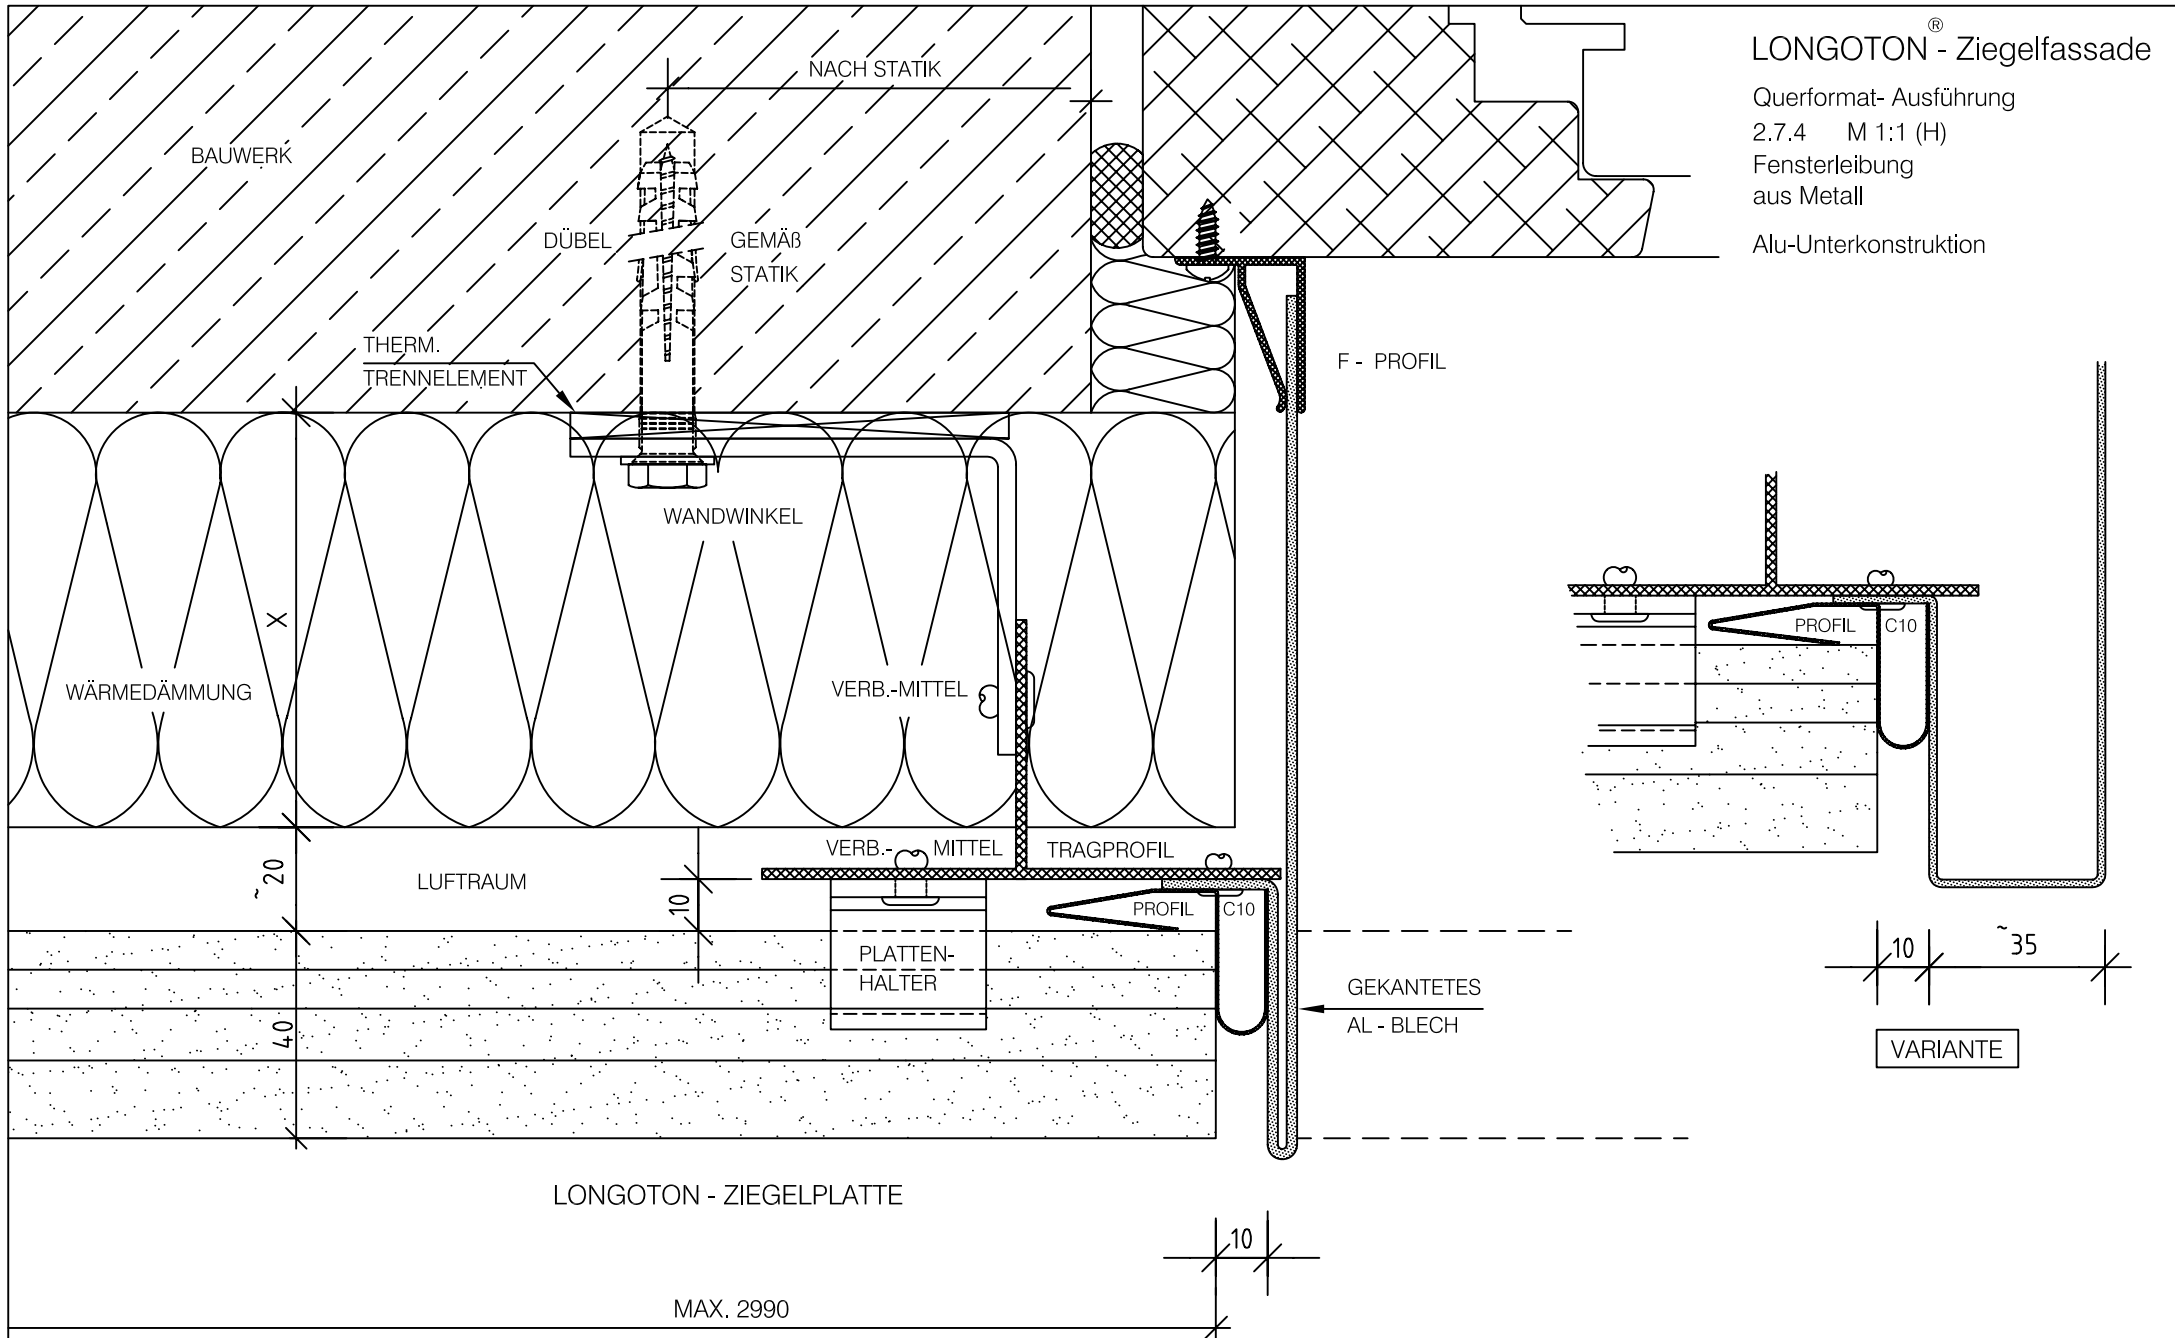 LONGOTON® - Ziegelfassade
Querformat- Ausführung
2.7.4 M 1:1 (H)
Fensterleibung
aus Metall
Alu-Unterkonstruktion
NACH STATIK
BAUWERK
DÜBEL GEMÄß
STATIK
THERM.
TRENNELEMENT
F - PROFIL
WANDWINKEL
X
WÄRMEDÄMMUNG
VERB.-MITTEL
VERB.- MITTEL TRAGPROFIL
~20
LUFTRAUM
10
PROFIL C10
PLATTEN-
HALTER
40
GEKANTETES
AL - BLECH
PROFIL C10
10 ~35
VARIANTE
LONGOTON - ZIEGELPLATTE
10
MAX. 2990